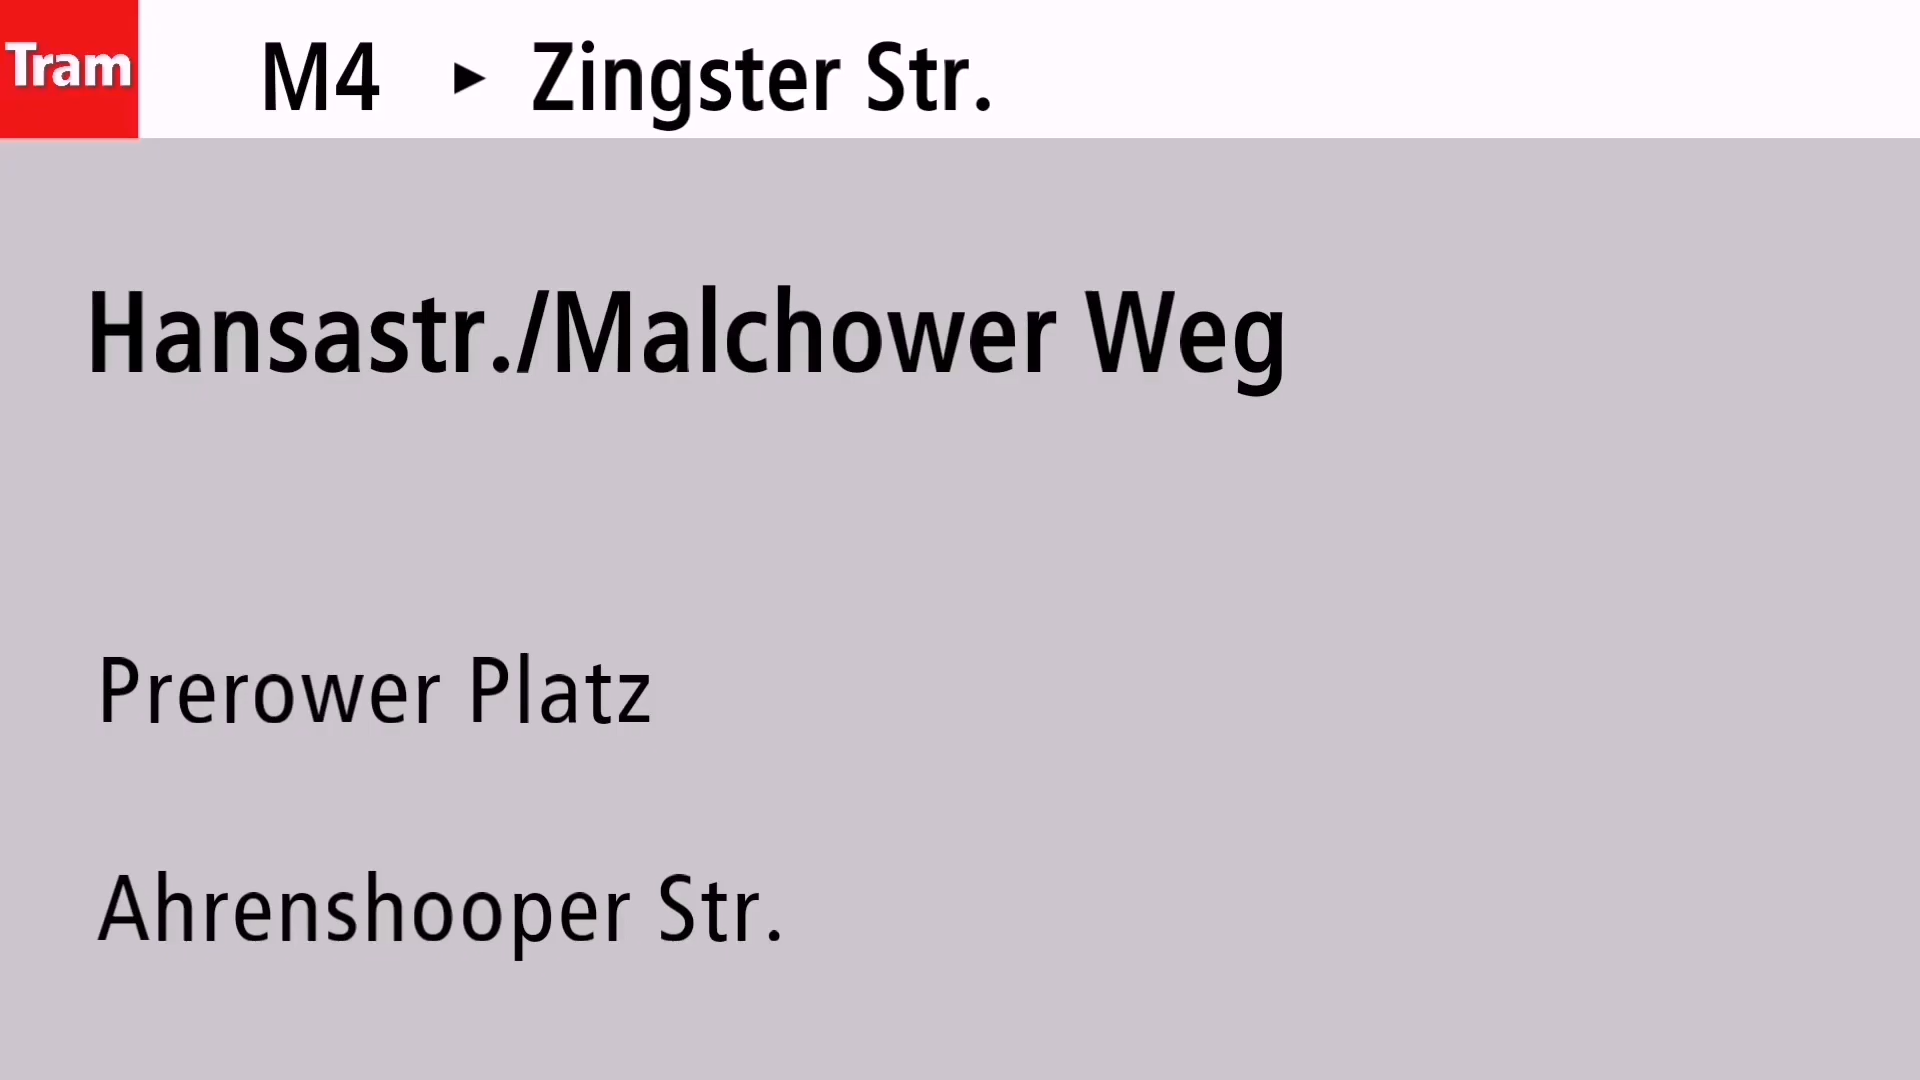 Tram M4 ► Zingster Str.
Hansastr./Malchower Weg
Prerower Platz
Ahrenshooper Str.